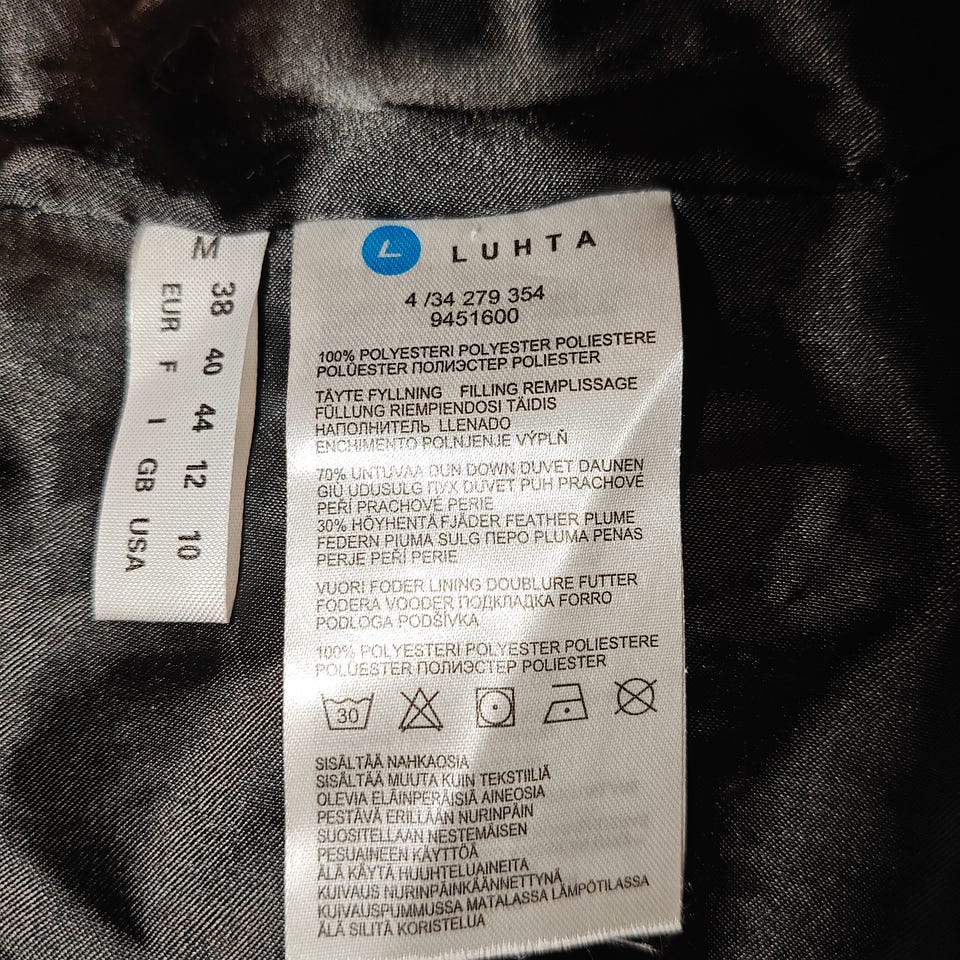 M
38 40 44 12 10
EUR F I GB USA
L LUHTA
4 /34 279 354
9451600
100% POLYESTERI POLYESTER POLIESTERE
POLÜESTER ПОЛИЭСТЕР POLIESTER
TÄYTE FYLLNING FILLING REMPLISSAGE
FÜLLUNG RIEMPIENDOSI TÄIDIS
НАПОЛНИТЕЛЬ LLENADO
ENCHIMENTO POLNJENJE VÝPLŇ
70% UNTUVAA DUN DOWN DUVET DAUNEN
GIÙ UDUSULG ПУХ DUVET PUH PRACHOVÉ
PEŘÍ PRACHOVÉ PERIE
30% HÖYHENTÄ FJÄDER FEATHER PLUME
FEDERN PIUMA SULG ПЕРО PLUMA PENAS
PERJE PEŘÍ PERIE
VUORI FODER LINING DOUBLURE FUTTER
FODERA VOODER ПОДКЛАДКА FORRO
PODLOGA PODŠÍVKA
100% POLYESTERI POLYESTER POLIESTERE
POLÜESTER ПОЛИЭСТЕР POLIESTER
30
SISÄLTÄÄ NAHKAOSIA
SISÄLTÄÄ MUUTA KUIN TEKSTIILIÄ
OLEVIA ELÄINPERÄISIÄ AINEOSIA
PESTÄVÄ ERILLÄÄN NURINPÄIN
SUOSITELLAAN NESTEMÄISEN
PESUAINEEN KÄYTTÖÄ
ÄLÄ KÄYTÄ HUUHTELUAINEITA
KUIVAUS NURINPÄINKÄÄNNETTYNÄ
KUIVAUSPUMMUSSA MATALASSA LÄMPÖTILASSA
ÄLÄ SILITÄ KORISTELUA